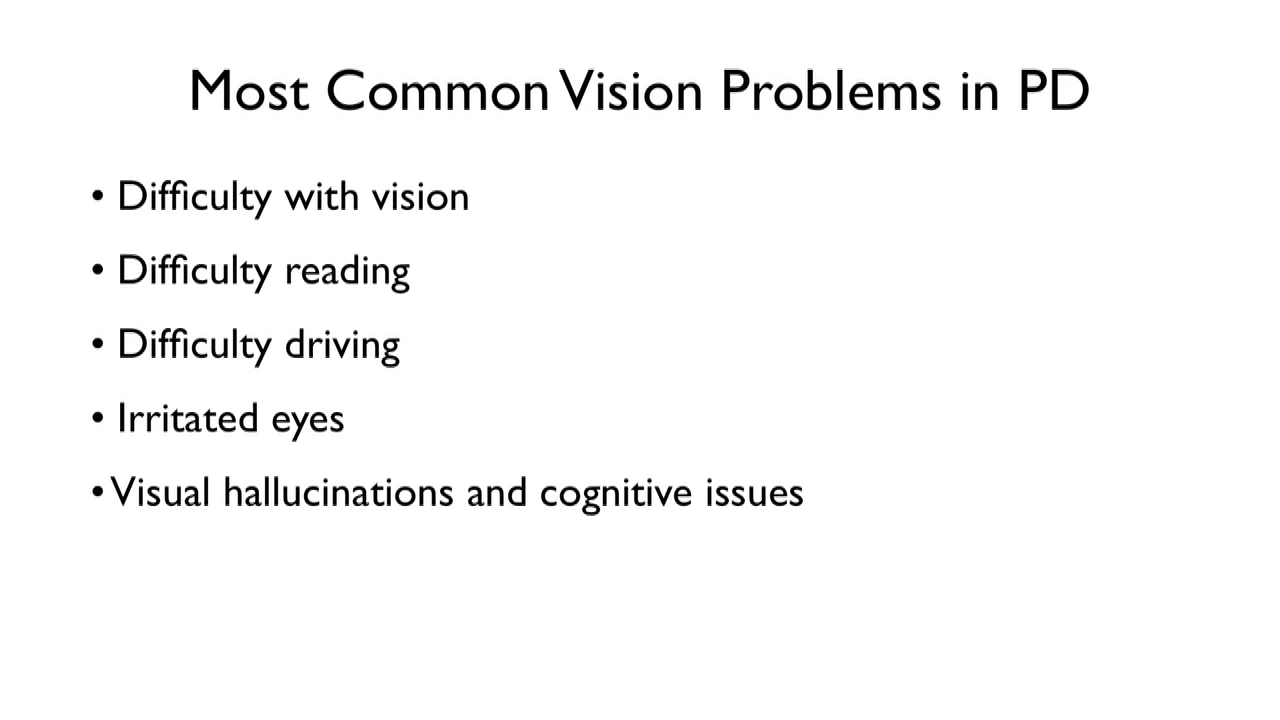 Most Common Vision Problems in PD
• Difficulty with vision
• Difficulty reading
• Difficulty driving
• Irritated eyes
• Visual hallucinations and cognitive issues